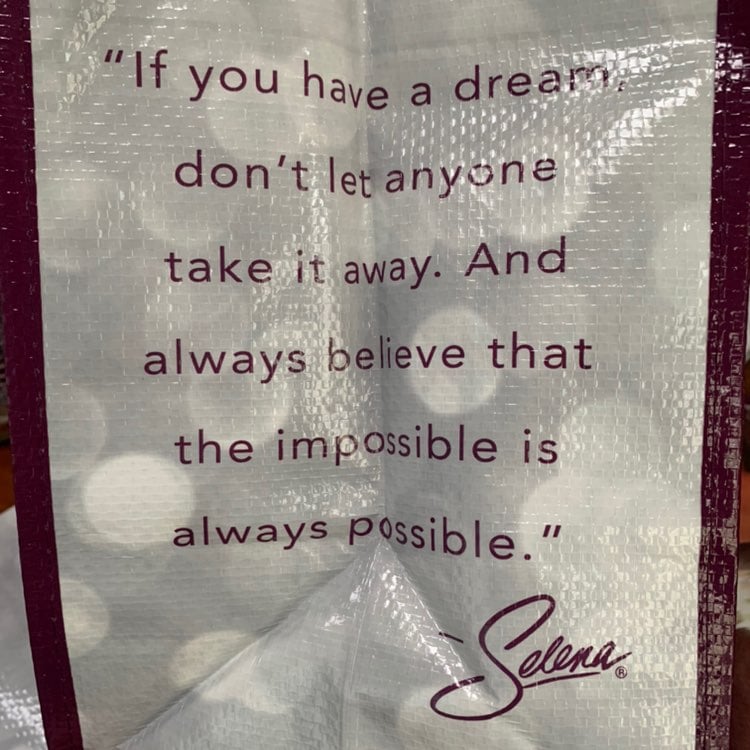 "If you have a dream,
don't let anyone
take it away. And
always believe that
the impossible is
always possible."
- Selena®